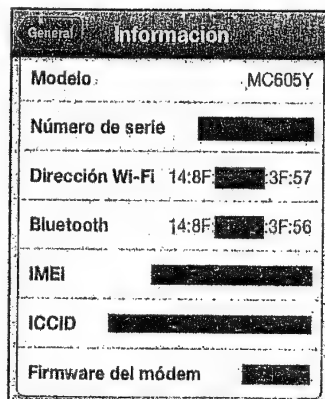 General Información
Modelo MC605Y
Número de serie
Dirección Wi-Fi 14:8F: :3F:57
Bluetooth 14:8F: :3F:56
IMEI
ICCID
Firmware del módem